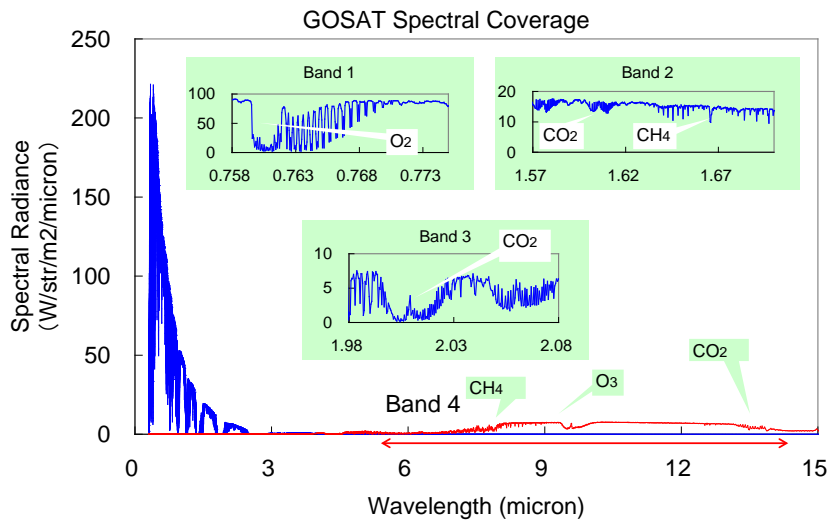 GOSAT Spectral Coverage
250
200
150
100
50
0
Spectral Radiance
(W/str/m2/micron)
Band 1
100
50
0
O2
0.758 0.763 0.768 0.773
Band 2
20
10
0
CO2
CH4
1.57 1.62 1.67
Band 3
10
5
0
CO2
1.98 2.03 2.08
Band 4
CH4
O3
CO2
0 3 6 9 12 15
Wavelength (micron)